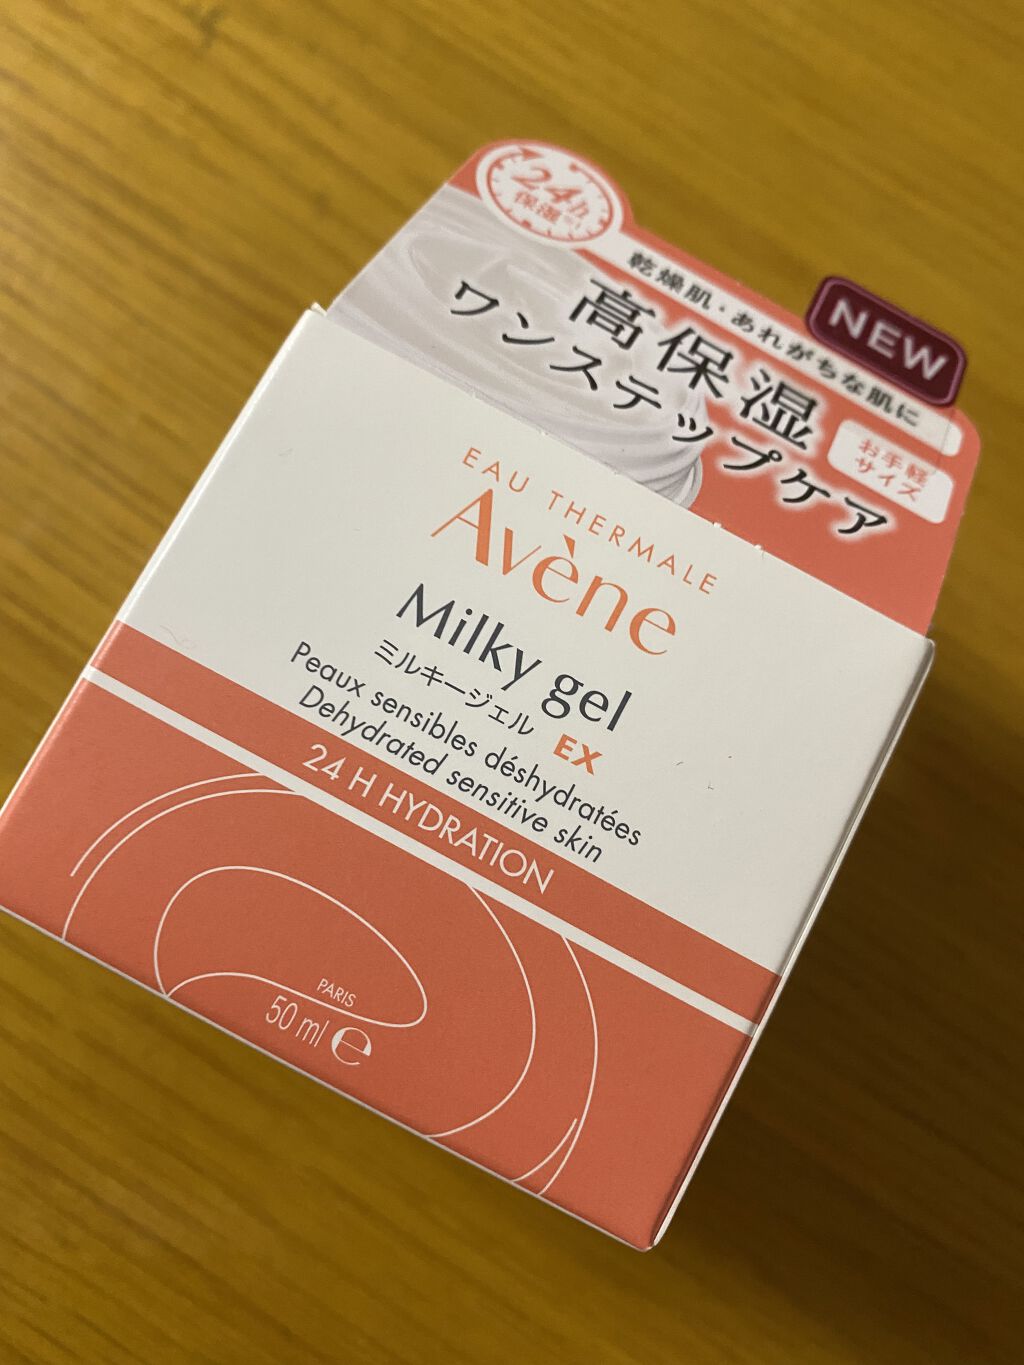 24h
保湿
乾燥肌・あれがちな肌に
NEW
高保湿
ワンステップケア
お手軽
サイズ
EAU THERMALE
Avène
Milky gel
ミルキージェル EX
Peaux sensibles déshydratées
Dehydrated sensitive skin
24 H HYDRATION
PARIS
50 ml ℮